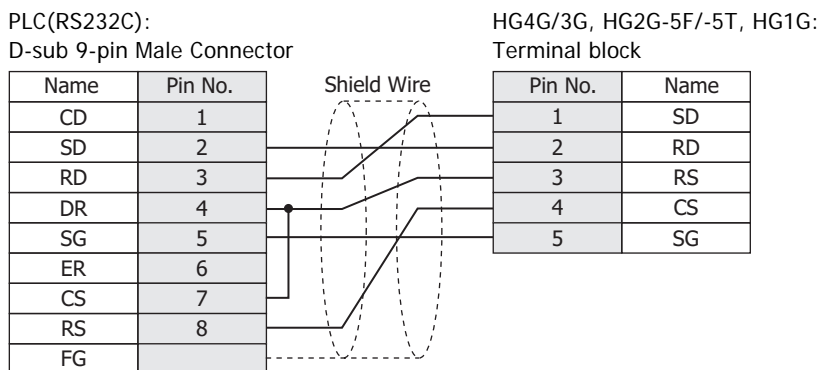 PLC(RS232C):
D-sub 9-pin Male Connector
HG4G/3G, HG2G-5F/-5T, HG1G:
Terminal block
Name Pin No. Shield Wire Pin No. Name
CD 1 1 SD
SD 2 2 RD
RD 3 3 RS
DR 4 4 CS
SG 5 5 SG
ER 6
CS 7
RS 8
FG